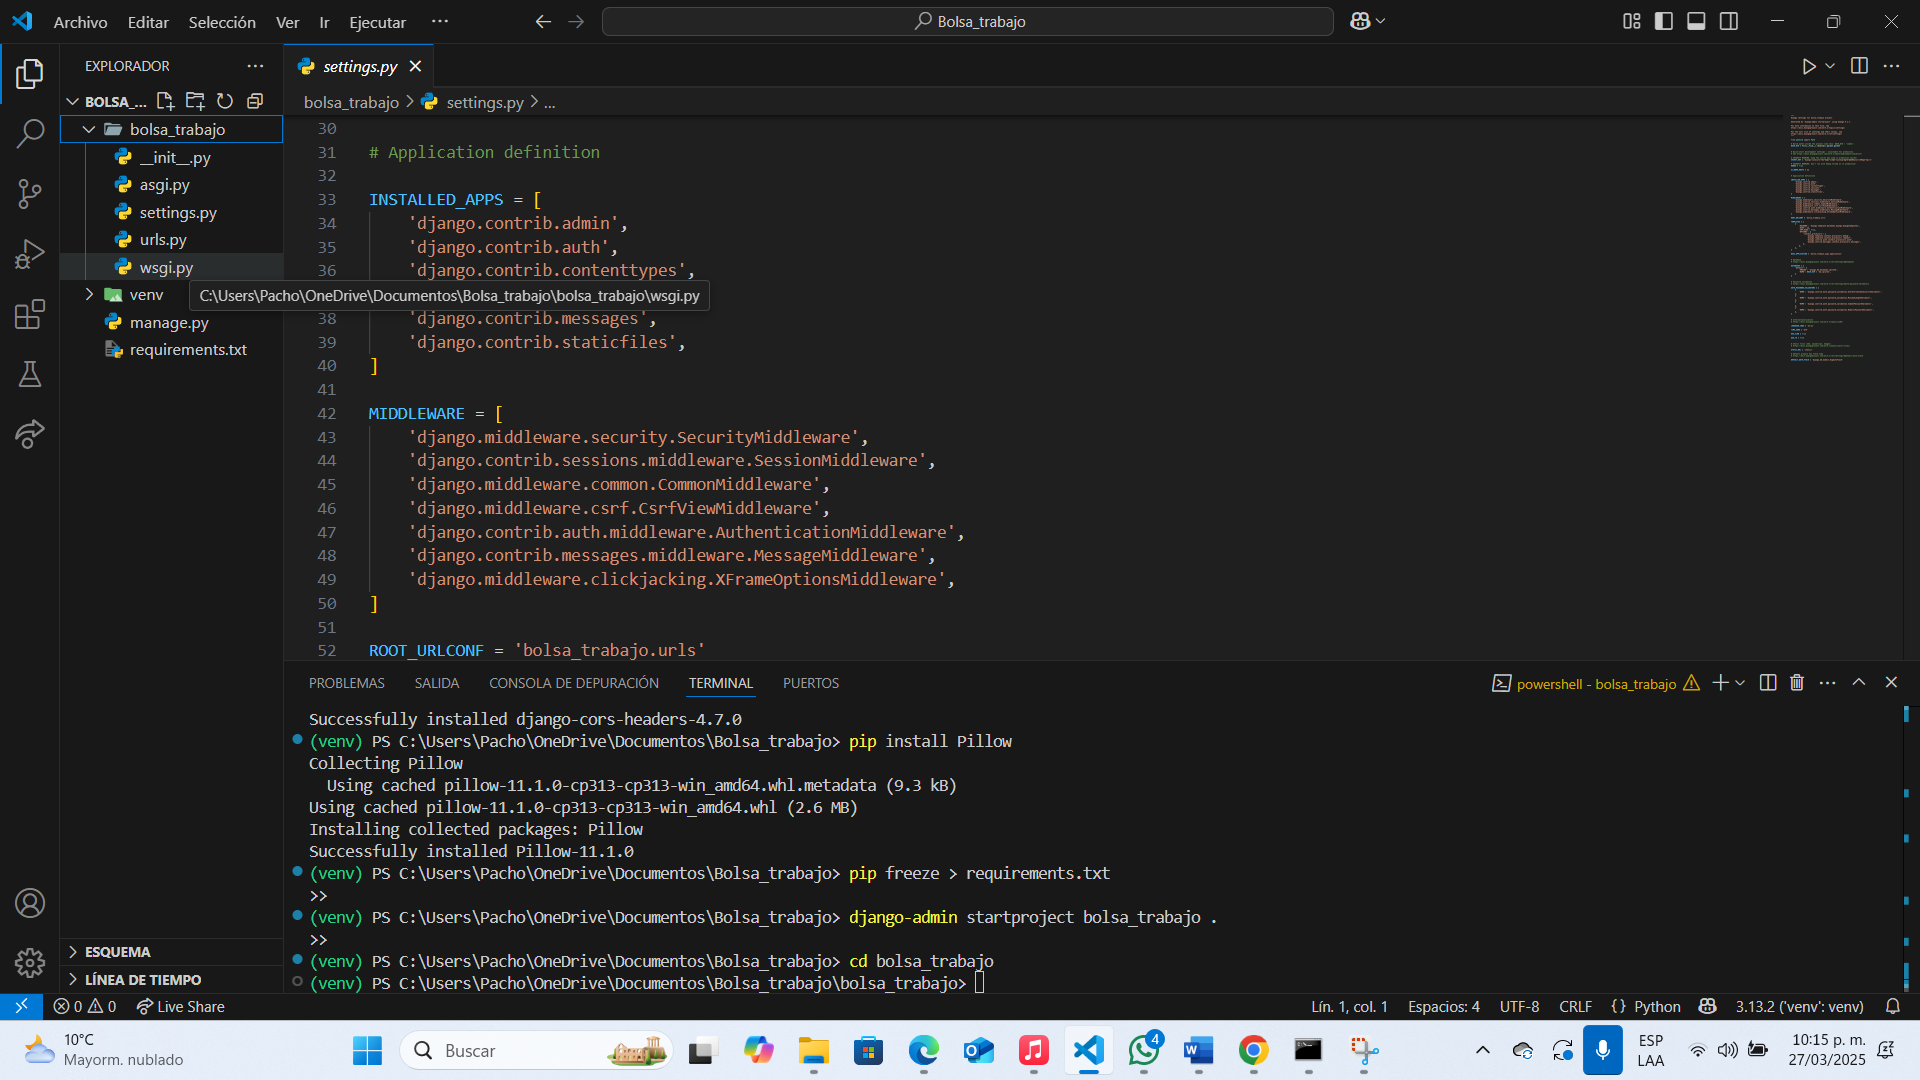 Archivo Editar Selección Ver Ir Ejecutar ···
Bolsa_trabajo
EXPLORADOR
BOLSA_...
bolsa_trabajo
__init__.py
asgi.py
settings.py
urls.py
wsgi.py
venv
manage.py
requirements.txt
C:\Users\Pacho\OneDrive\Documentos\Bolsa_trabajo\bolsa_trabajo\wsgi.py
ESQUEMA
LÍNEA DE TIEMPO
settings.py
bolsa_trabajo > settings.py > ...
30
31 # Application definition
32
33 INSTALLED_APPS = [
34 'django.contrib.admin',
35 'django.contrib.auth',
36 'django.contrib.contenttypes',
38 'django.contrib.messages',
39 'django.contrib.staticfiles',
40 ]
41
42 MIDDLEWARE = [
43 'django.middleware.security.SecurityMiddleware',
44 'django.contrib.sessions.middleware.SessionMiddleware',
45 'django.middleware.common.CommonMiddleware',
46 'django.middleware.csrf.CsrfViewMiddleware',
47 'django.contrib.auth.middleware.AuthenticationMiddleware',
48 'django.contrib.messages.middleware.MessageMiddleware',
49 'django.middleware.clickjacking.XFrameOptionsMiddleware',
50 ]
51
52 ROOT_URLCONF = 'bolsa_trabajo.urls'
PROBLEMAS SALIDA CONSOLA DE DEPURACIÓN TERMINAL PUERTOS
powershell - bolsa_trabajo
Successfully installed django-cors-headers-4.7.0
(venv) PS C:\Users\Pacho\OneDrive\Documentos\Bolsa_trabajo> pip install Pillow
Collecting Pillow
Using cached pillow-11.1.0-cp313-cp313-win_amd64.whl.metadata (9.3 kB)
Using cached pillow-11.1.0-cp313-cp313-win_amd64.whl (2.6 MB)
Installing collected packages: Pillow
Successfully installed Pillow-11.1.0
(venv) PS C:\Users\Pacho\OneDrive\Documentos\Bolsa_trabajo> pip freeze > requirements.txt
>>
(venv) PS C:\Users\Pacho\OneDrive\Documentos\Bolsa_trabajo> django-admin startproject bolsa_trabajo .
>>
(venv) PS C:\Users\Pacho\OneDrive\Documentos\Bolsa_trabajo> cd bolsa_trabajo
(venv) PS C:\Users\Pacho\OneDrive\Documentos\Bolsa_trabajo\bolsa_trabajo>
0 0 Live Share
Lín. 1, col. 1 Espacios: 4 UTF-8 CRLF {} Python 3.13.2 ('venv': venv)
10°C
Mayorm. nublado
Buscar
4
ESP
LAA
10:15 p. m.
27/03/2025